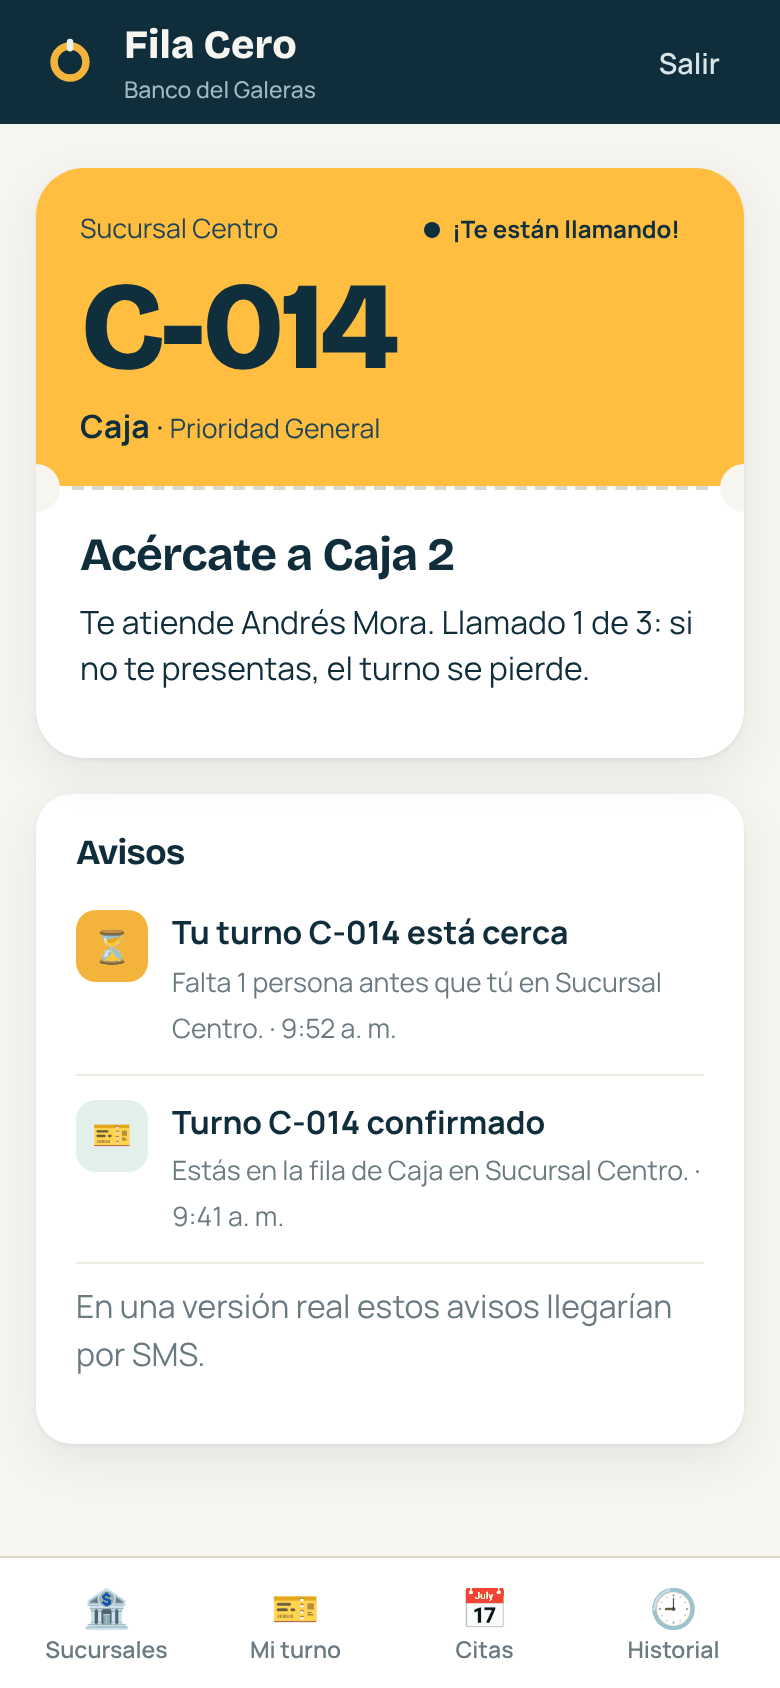 Fila Cero
Banco del Galeras
Salir
Sucursal Centro
¡Te están llamando!
C-014
Caja · Prioridad General
Acércate a Caja 2
Te atiende Andrés Mora. Llamado 1 de 3: si
no te presentas, el turno se pierde.
Avisos
Tu turno C-014 está cerca
Falta 1 persona antes que tú en Sucursal
Centro. · 9:52 a. m.
Turno C-014 confirmado
Estás en la fila de Caja en Sucursal Centro. ·
9:41 a. m.
En una versión real estos avisos llegarían
por SMS.
July
17
Sucursales
Mi turno
Citas
Historial